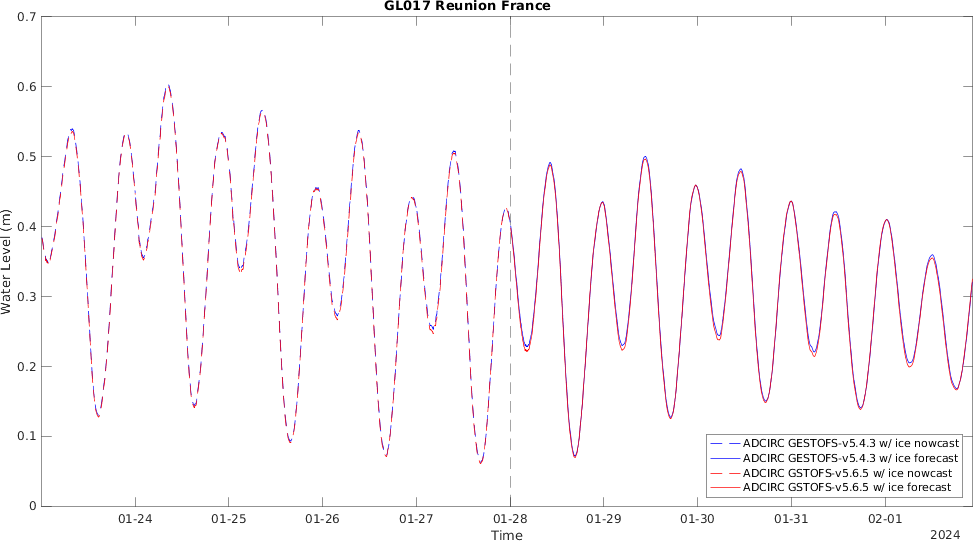 GL017 Reunion France
0.7
0.6
0.5
0.4
0.3
0.2
0.1
0
Water Level (m)
ADCIRC GESTOFS-v5.4.3 w/ ice nowcast
ADCIRC GESTOFS-v5.4.3 w/ ice forecast
ADCIRC GSTOFS-v5.6.5 w/ ice nowcast
ADCIRC GSTOFS-v5.6.5 w/ ice forecast
01-24 01-25 01-26 01-27 01-28 01-29 01-30 01-31 02-01
Time
2024